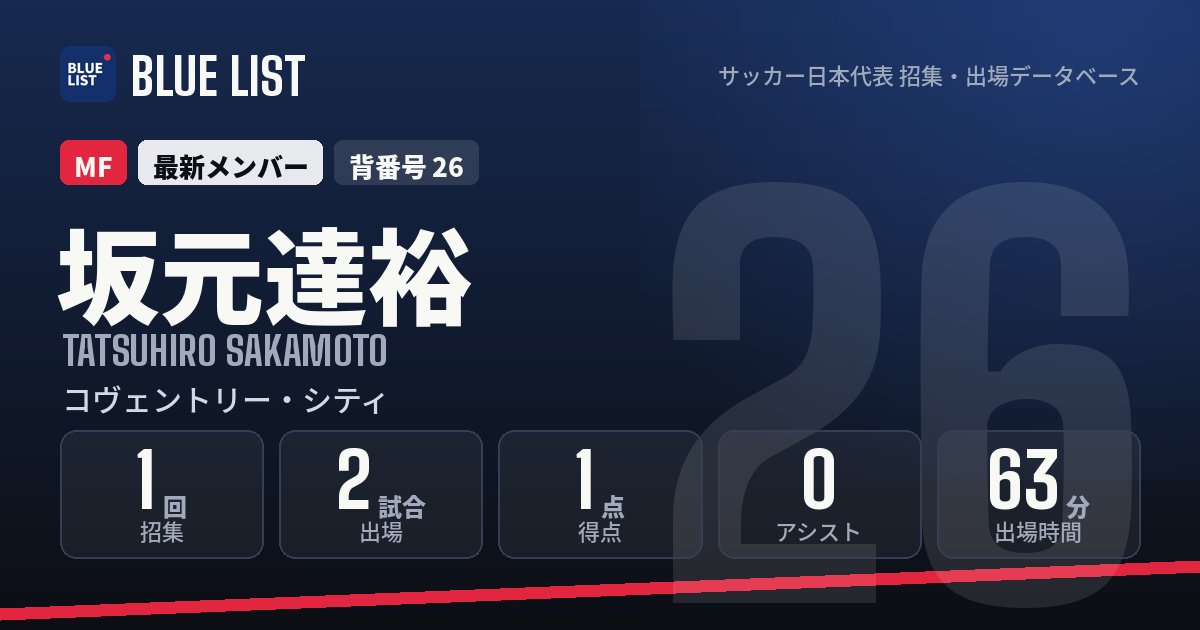 BLUE
LIST
BLUE LIST
サッカー日本代表 招集・出場データベース
MF
最新メンバー
背番号 26
26
坂元達裕
TATSUHIRO SAKAMOTO
コヴェントリー・シティ
1回
招集
2試合
出場
1点
得点
0
アシスト
63分
出場時間